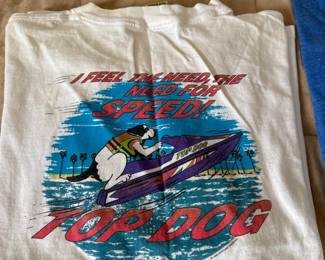 I FEEL THE NEED, THE
NEED FOR
SPEED!
TOP DOG
TOP DOG